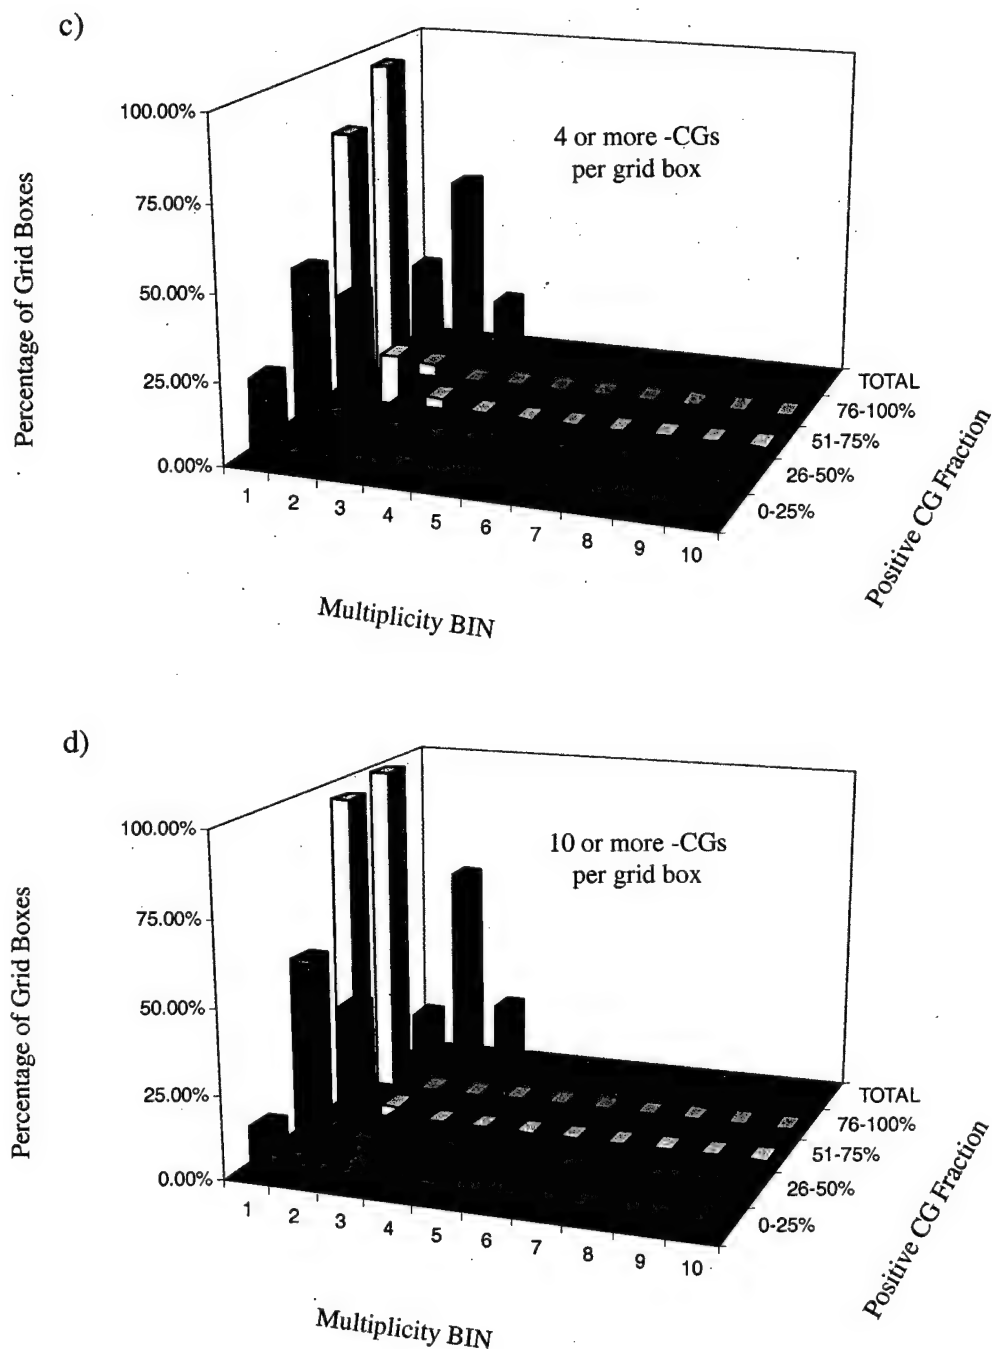 c)
4 or more -CGs
per grid box
Percentage of Grid Boxes
100.00%
75.00%
50.00%
25.00%
0.00%
1 2 3 4 5 6 7 8 9 10
Multiplicity BIN
TOTAL
76-100%
51-75%
26-50%
0-25%
Positive CG Fraction
d)
10 or more -CGs
per grid box
Percentage of Grid Boxes
100.00%
75.00%
50.00%
25.00%
0.00%
1 2 3 4 5 6 7 8 9 10
Multiplicity BIN
TOTAL
76-100%
51-75%
26-50%
0-25%
Positive CG Fraction